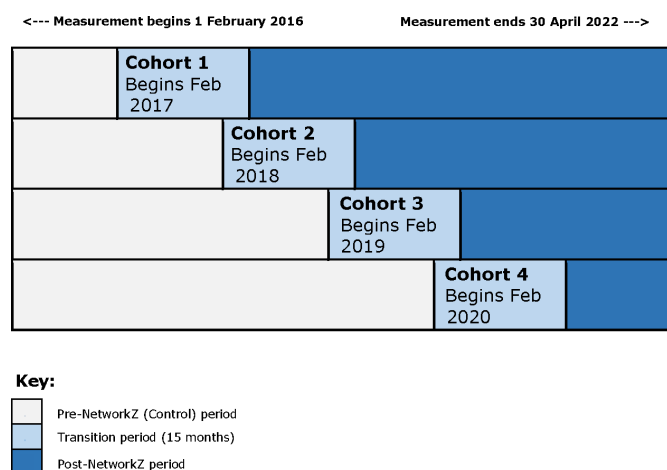 <--- Measurement begins 1 February 2016
Measurement ends 30 April 2022 --->
Cohort 1
Begins Feb
2017
Cohort 2
Begins Feb
2018
Cohort 3
Begins Feb
2019
Cohort 4
Begins Feb
2020
Key:
Pre-NetworkZ (Control) period
Transition period (15 months)
Post-NetworkZ period